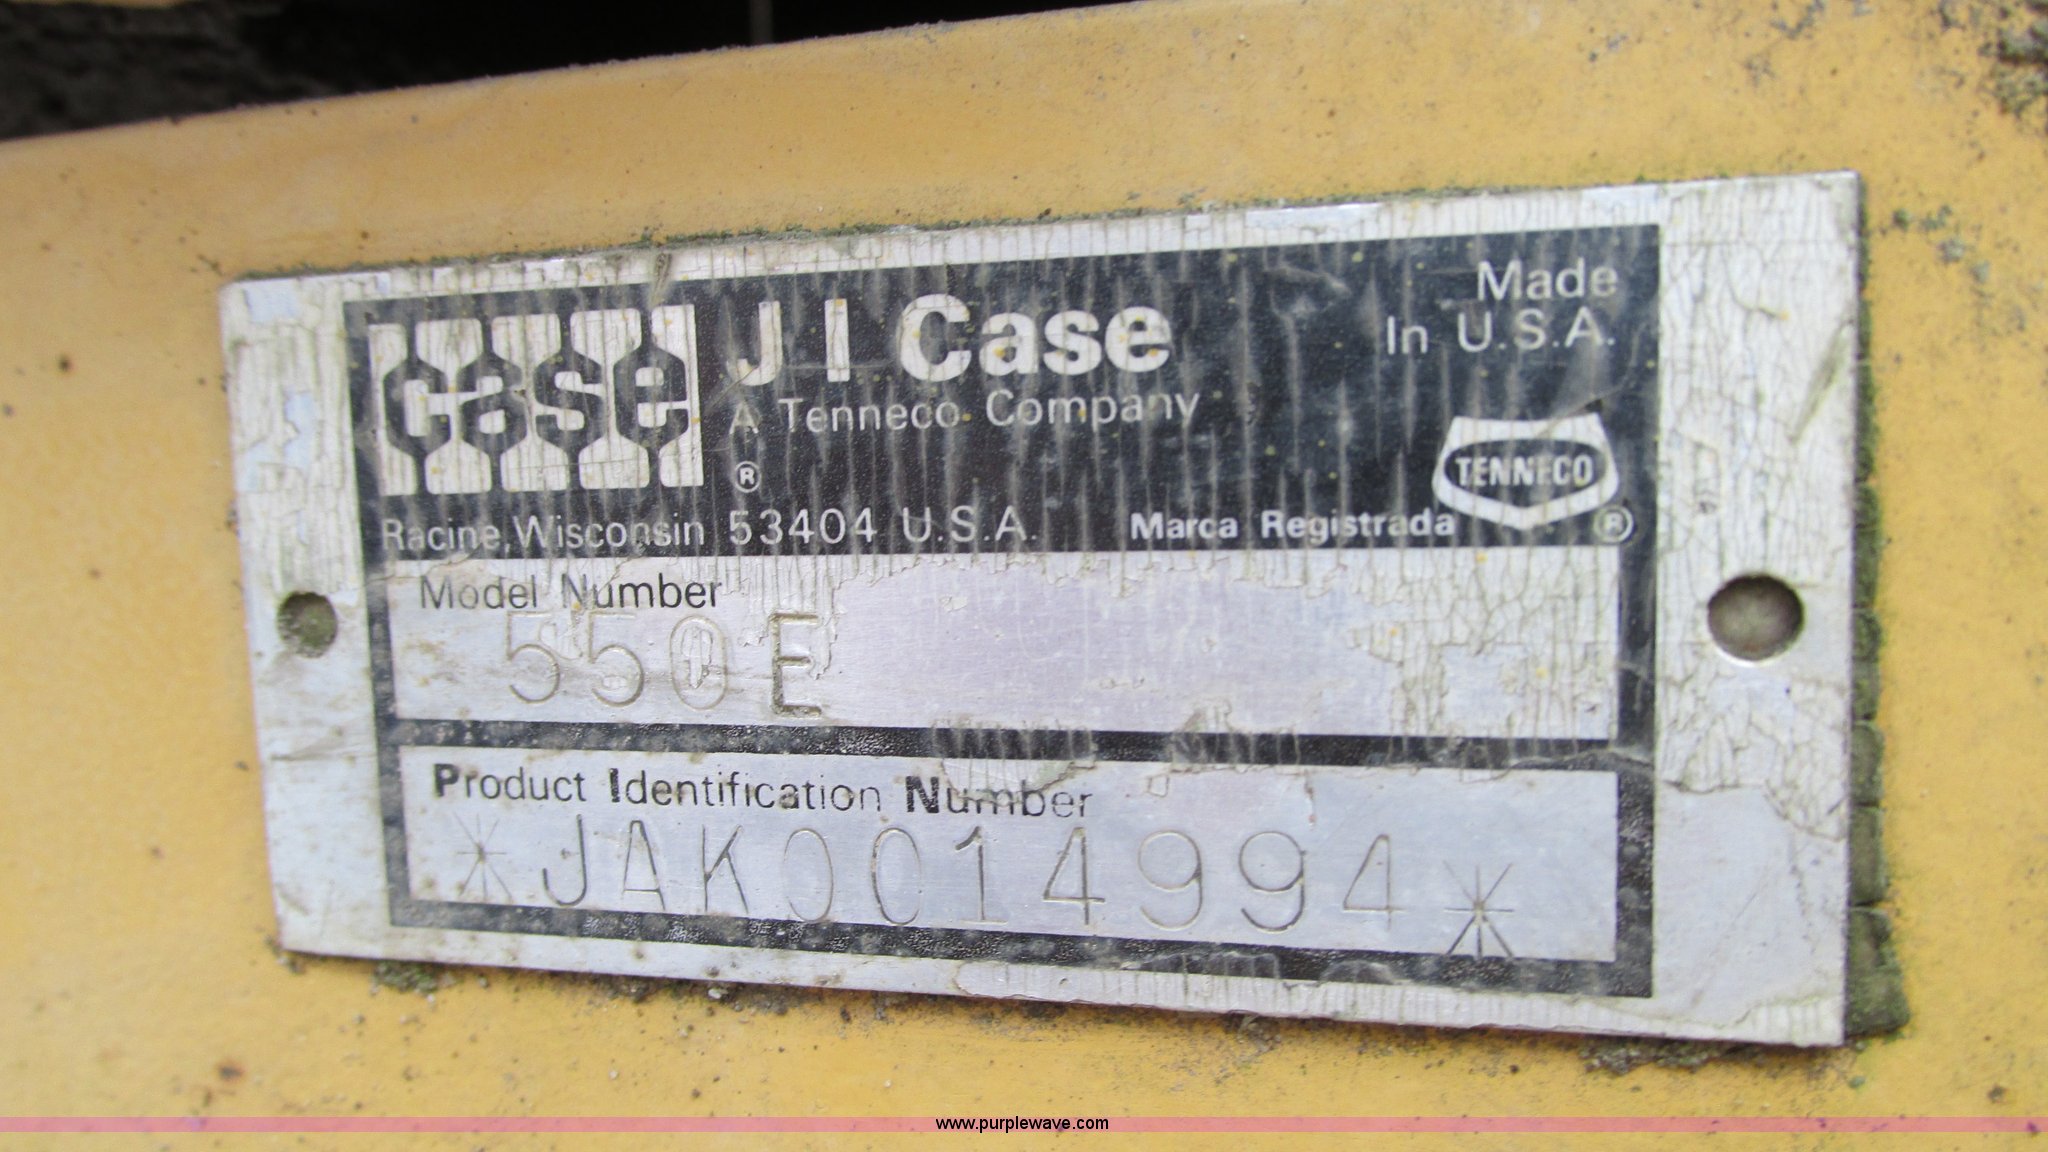 case
J I Case
A Tenneco Company
®
Made
In U.S.A.
TENNECO
Racine, Wisconsin 53404 U.S.A.
Marca Registrada
®
Model Number
550E
Product Identification Number
*JAK0014994*
www.purplewave.com